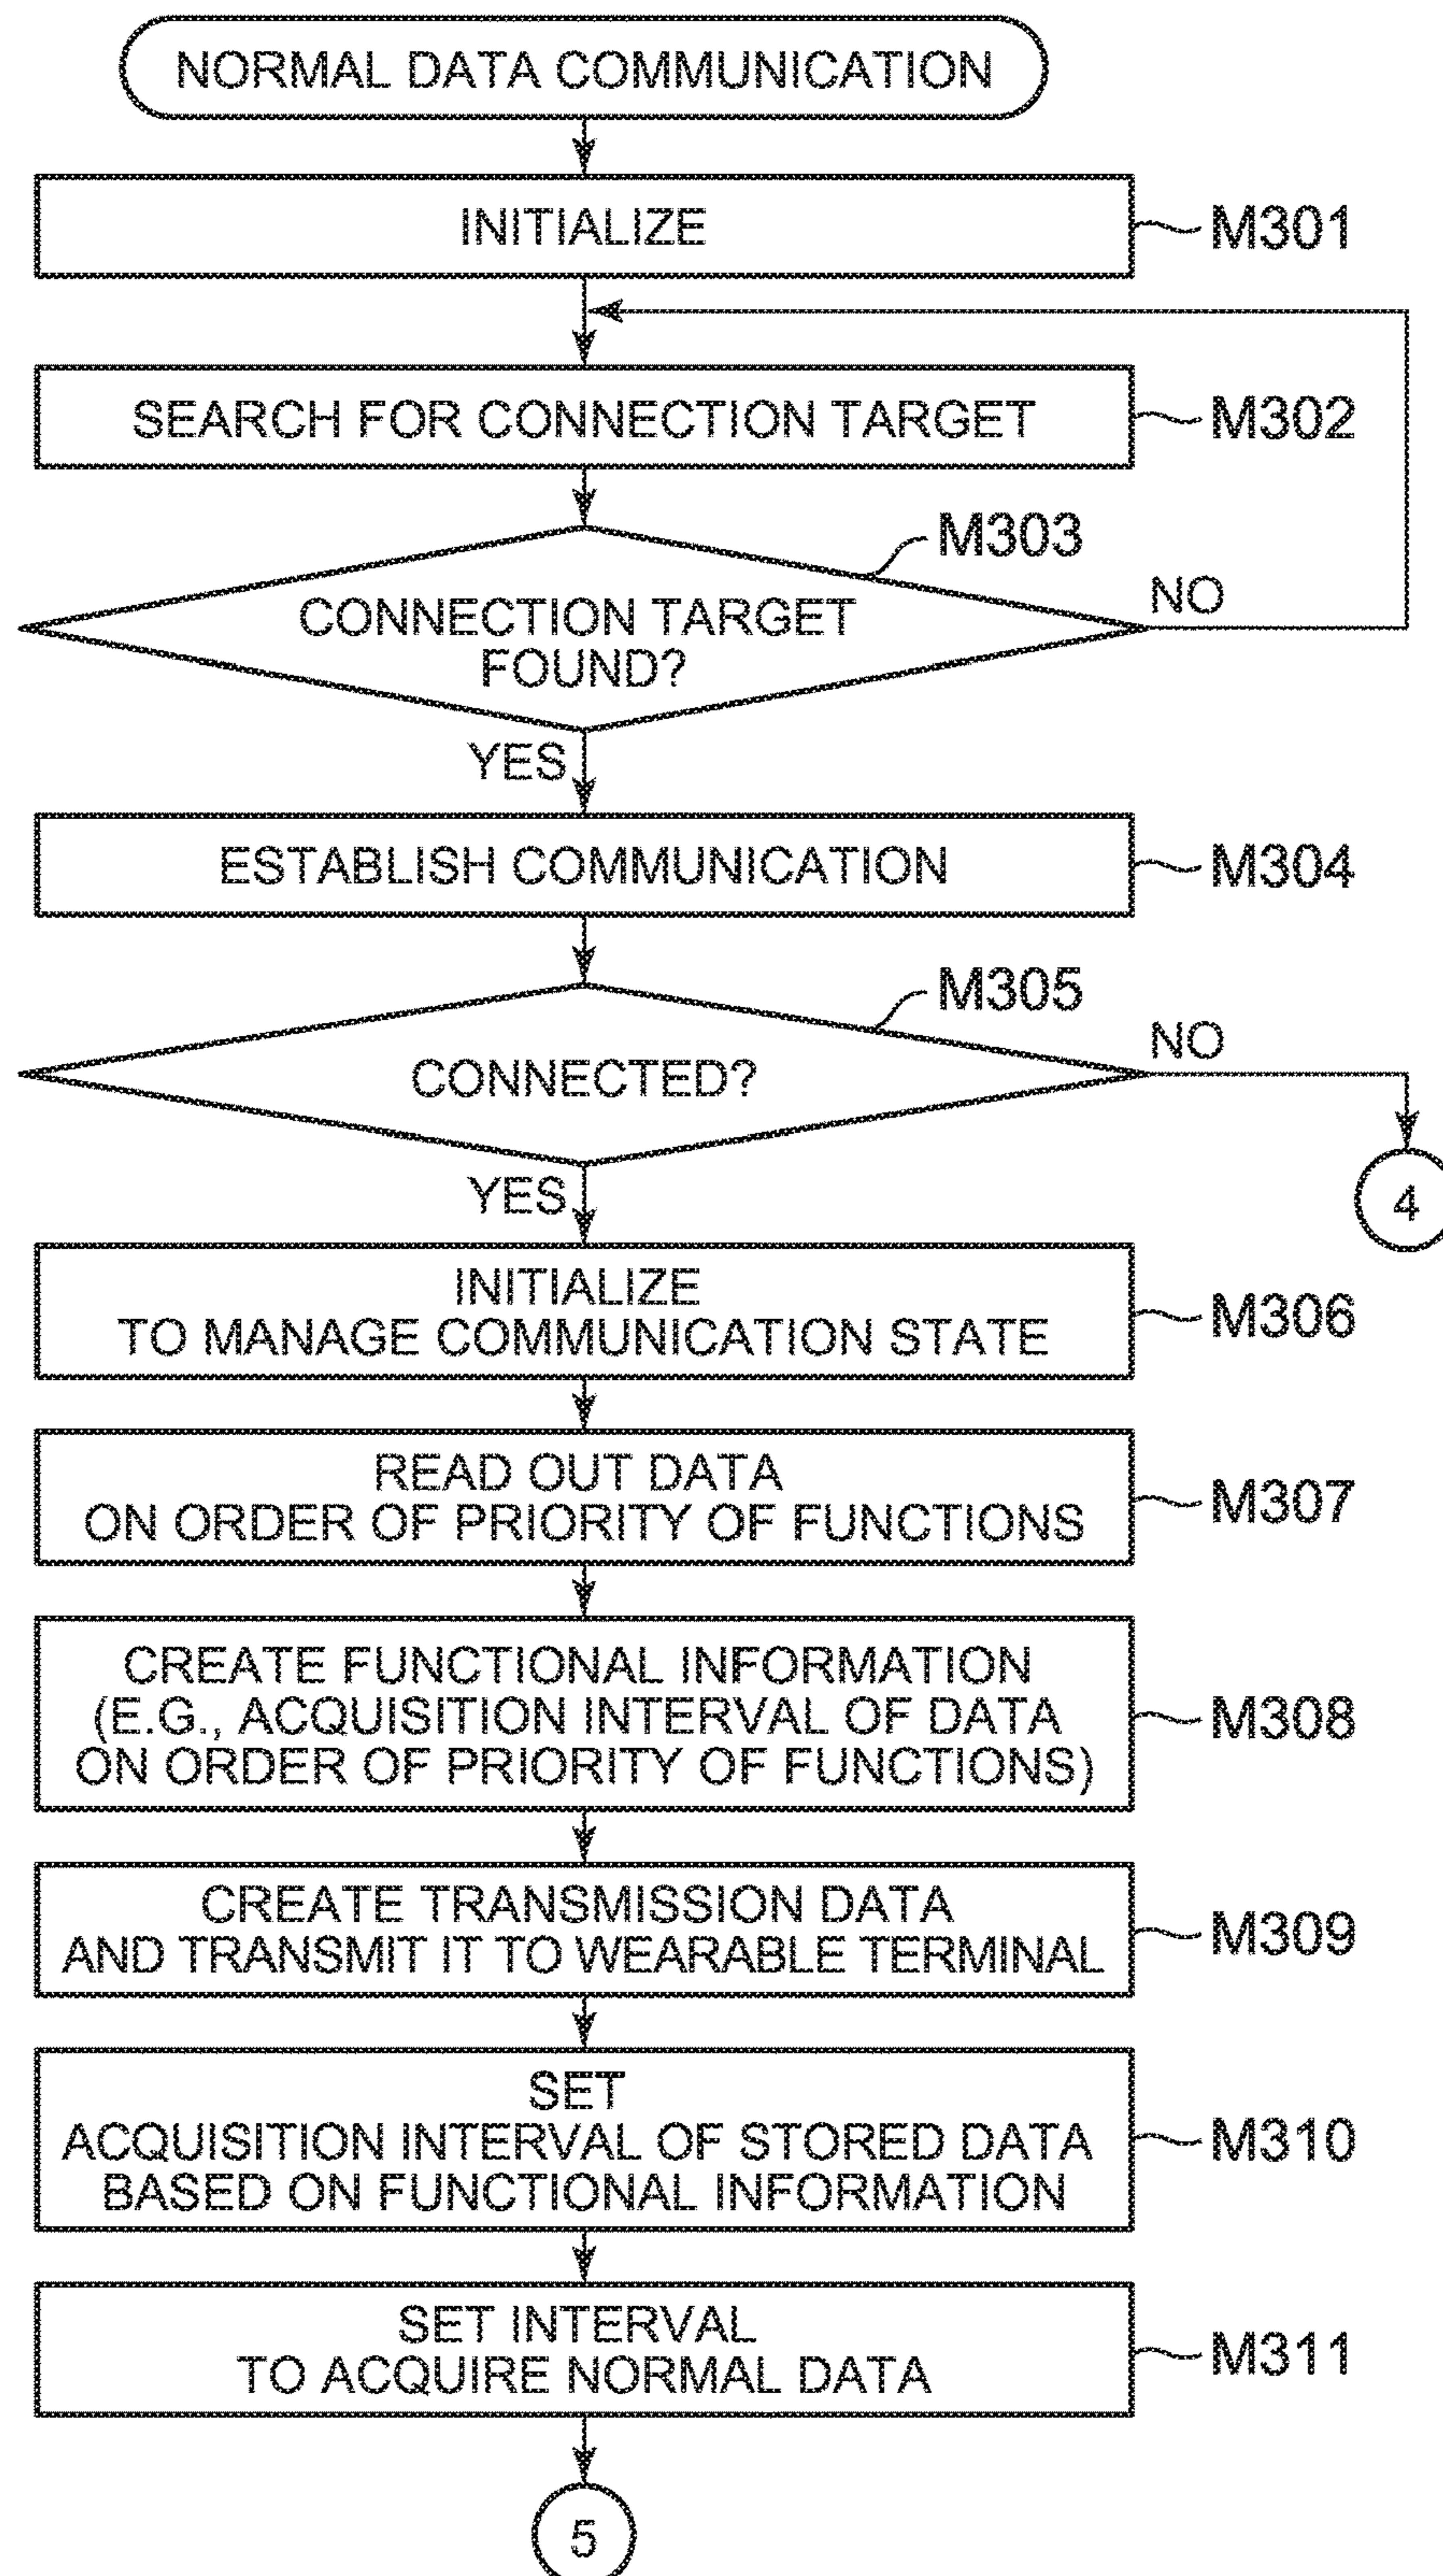 NORMAL DATA COMMUNICATION
INITIALIZE
M301
SEARCH FOR CONNECTION TARGET
M302
M303
CONNECTION TARGET
FOUND?
NO
YES
ESTABLISH COMMUNICATION
M304
M305
CONNECTED?
NO
4
YES
INITIALIZE
TO MANAGE COMMUNICATION STATE
M306
READ OUT DATA
ON ORDER OF PRIORITY OF FUNCTIONS
M307
CREATE FUNCTIONAL INFORMATION
(E.G., ACQUISITION INTERVAL OF DATA
ON ORDER OF PRIORITY OF FUNCTIONS)
M308
CREATE TRANSMISSION DATA
AND TRANSMIT IT TO WEARABLE TERMINAL
M309
SET
ACQUISITION INTERVAL OF STORED DATA
BASED ON FUNCTIONAL INFORMATION
M310
SET INTERVAL
TO ACQUIRE NORMAL DATA
M311
5